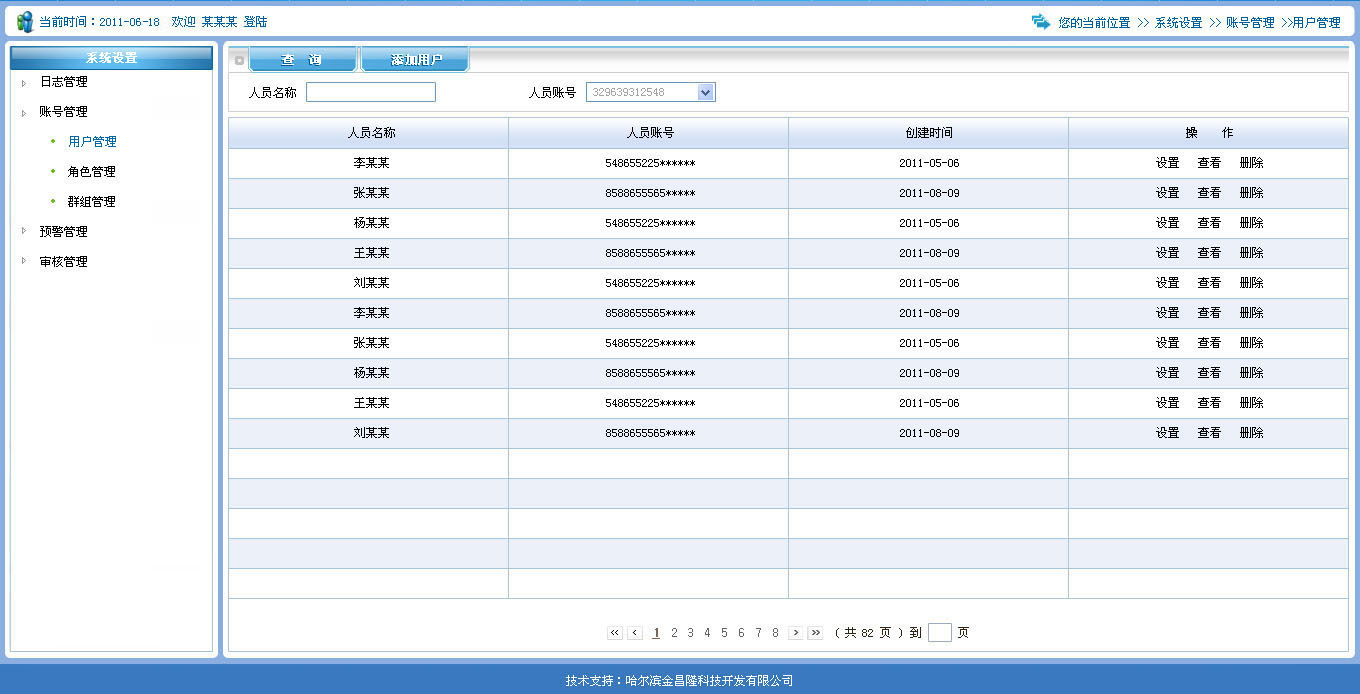 当前时间：2011-06-18 欢迎 某某某 登陆
您的当前位置 >> 系统设置 >> 账号管理 >>用户管理
系统设置
日志管理
账号管理
用户管理
角色管理
群组管理
预警管理
审核管理
查 询 添加用户
人员名称 人员账号 329639312548
人员名称 人员账号 创建时间 操 作
李某某 548655225****** 2011-05-06 设置 查看 删除
张某某 8588655565***** 2011-08-09 设置 查看 删除
杨某某 548655225****** 2011-05-06 设置 查看 删除
王某某 8588655565***** 2011-08-09 设置 查看 删除
刘某某 548655225****** 2011-05-06 设置 查看 删除
李某某 8588655565***** 2011-08-09 设置 查看 删除
张某某 548655225****** 2011-05-06 设置 查看 删除
杨某某 8588655565***** 2011-08-09 设置 查看 删除
王某某 548655225****** 2011-05-06 设置 查看 删除
刘某某 8588655565***** 2011-08-09 设置 查看 删除
<< < 1 2 3 4 5 6 7 8 > >> ( 共 82 页 ) 到 页
技术支持：哈尔滨金昌隆科技开发有限公司